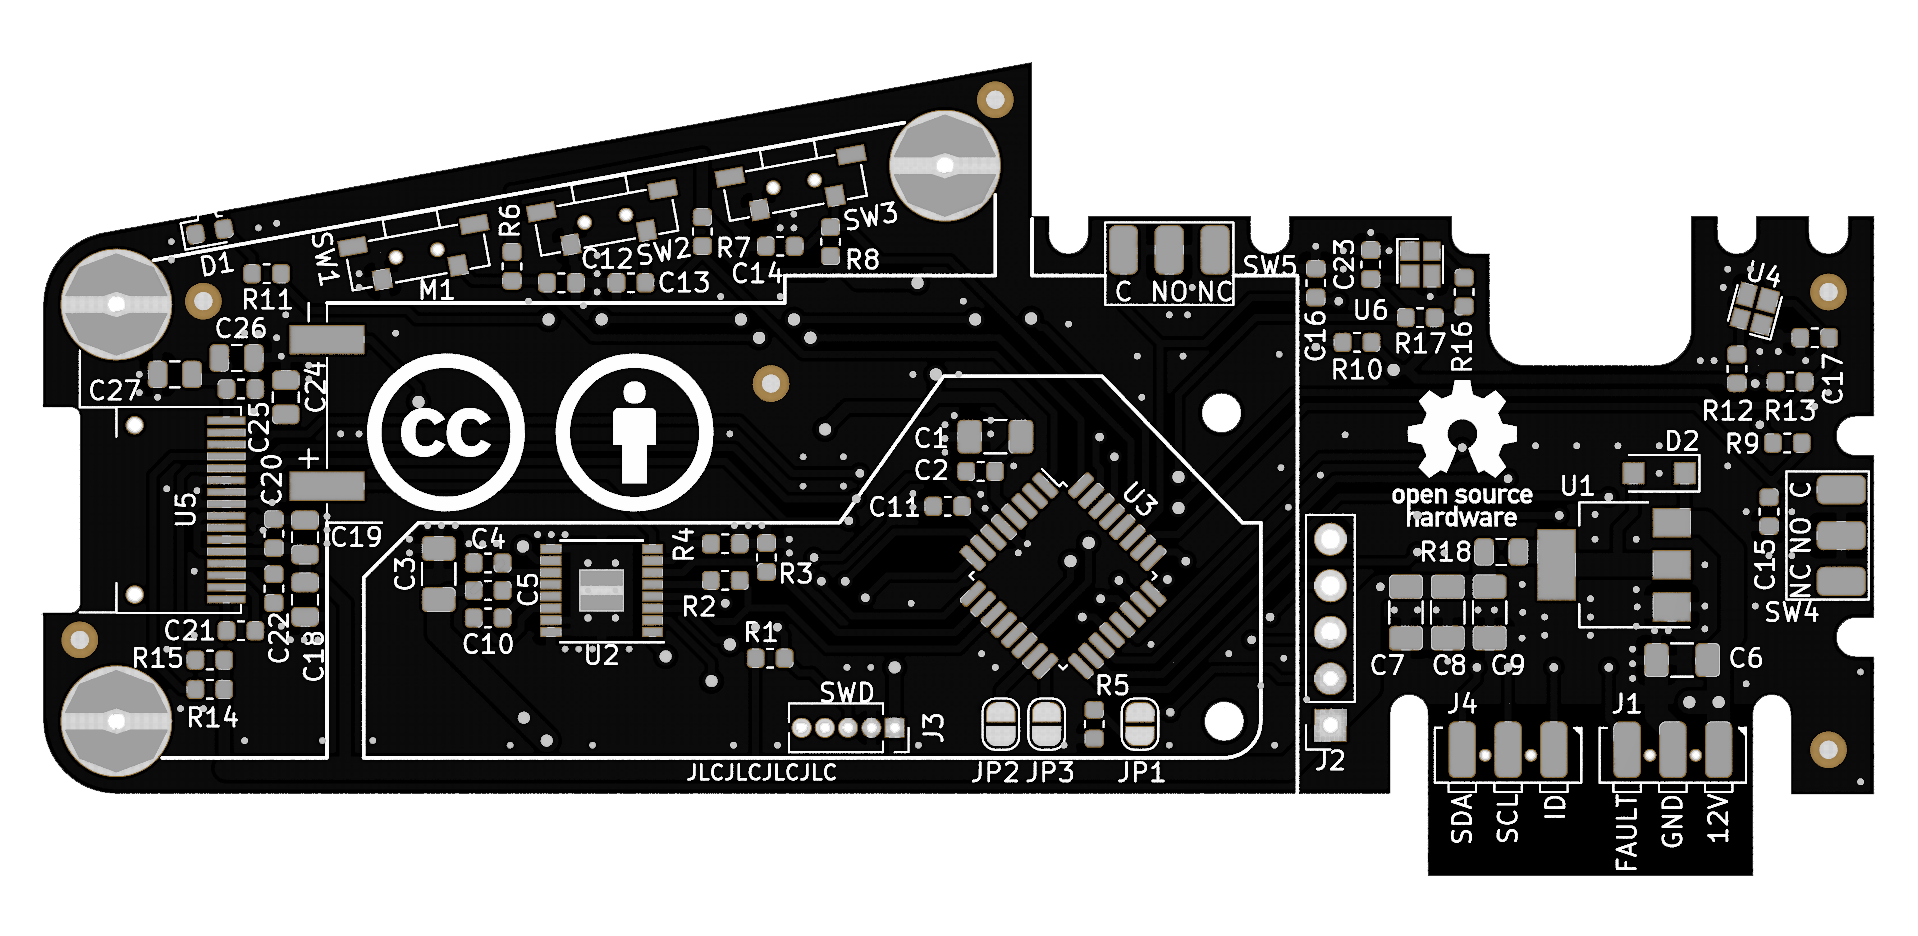 R6
SW3
SW2
R7
R8
C12
C14
C13
SW1
M1
D1
R11
C26
C27
C24
C25
C20
U5
+
C19
C21
C22
C18
R15
R14
cc
C1
C2
C11
U3
C4
C3
C5
C10
U2
R4
R3
R2
R1
SWD
J3
R5
JP2
JP3
JP1
JLCJLCJLCJLC
SW5
C NO NC
C16
C23
U6
R10
R17
R16
U4
C17
R12
R13
R9
D2
open source
hardware
U1
R18
C15
C
NO
NC
SW4
C7
C8
C9
C6
J2
J4
J1
SDA
SCL
ID
FAULT
GND
12V